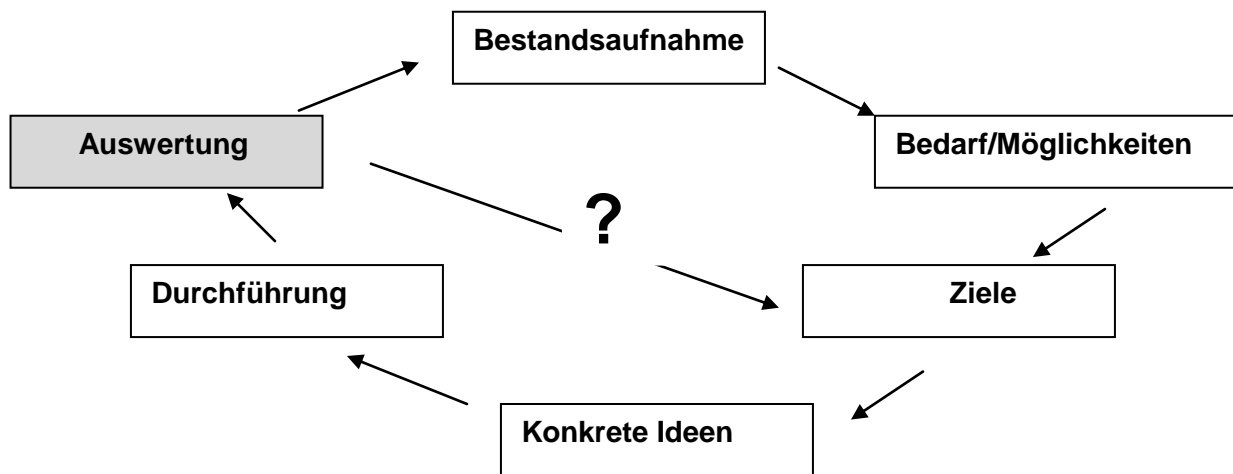 Bestandsaufnahme
Auswertung
Bedarf/Möglichkeiten
?
Durchführung
Ziele
Konkrete Ideen